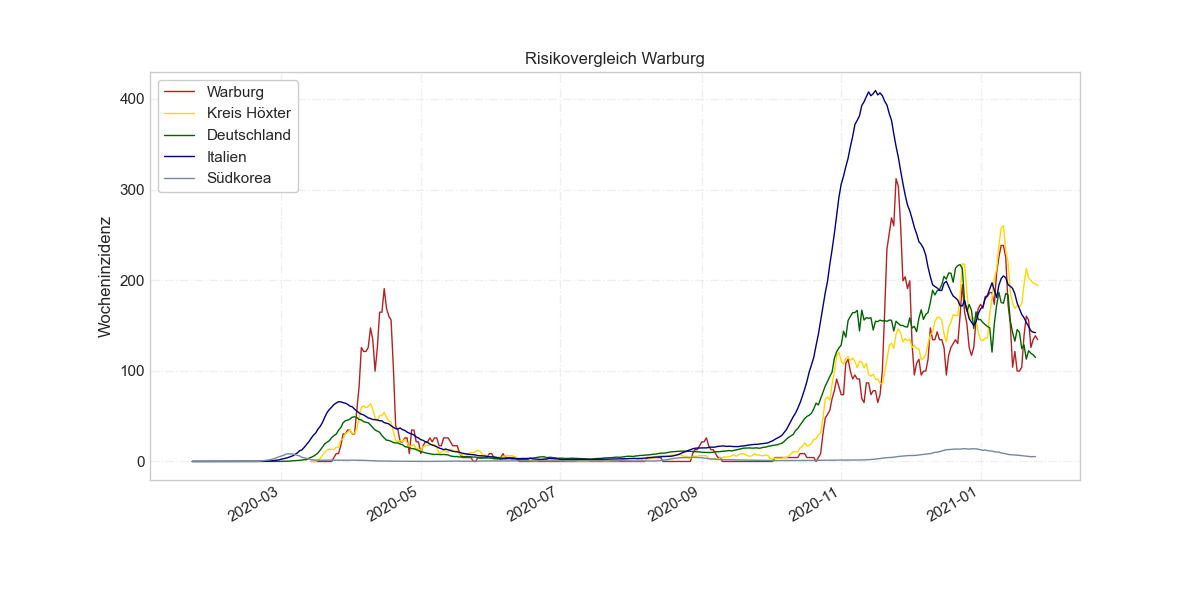 Risikovergleich Warburg
Warburg
Kreis Höxter
Deutschland
Italien
Südkorea
Wocheninzidenz
400
300
200
100
0
2020-03
2020-05
2020-07
2020-09
2020-11
2021-01